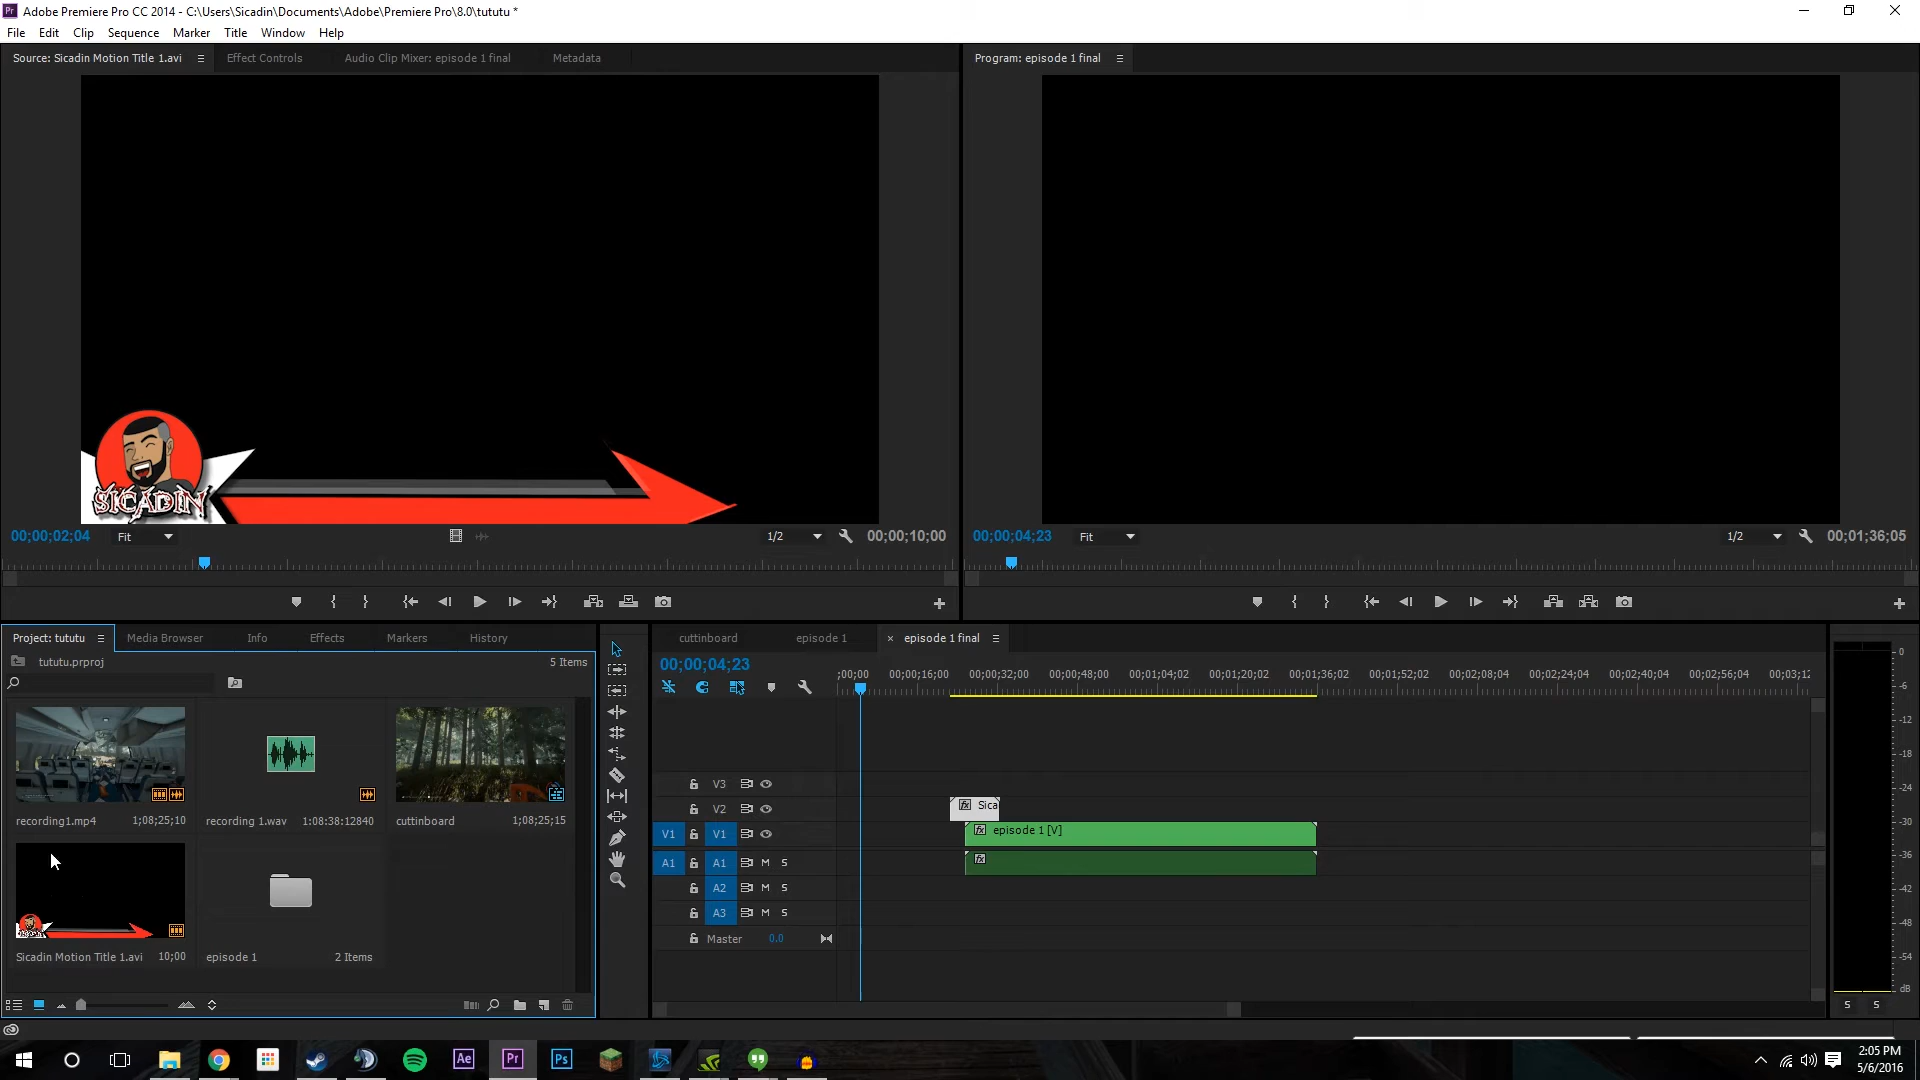 Pr Adobe Premiere Pro CC 2014 - C:\Users\Sicadin\Documents\Adobe\Premiere Pro\8.0\tututu *
File Edit Clip Sequence Marker Title Window Help
Source: Sicadin Motion Title 1.avi Effect Controls Audio Clip Mixer: episode 1 final Metadata
Program: episode 1 final
SICADIN
00;00;02;04 Fit 1/2 00;00;10;00
00;00;04;23 Fit 1/2 00;01;36;05
Project: tututu Media Browser Info Effects Markers History
tututu.prproj 5 Items
recording1.mp4 1;08;25;10
recording 1.wav 1:08:38:12840
cuttinboard 1;08;25;15
Sicadin Motion Title 1.avi 10;00
episode 1 2 Items
cuttinboard episode 1 × episode 1 final
00;00;04;23
;00;00 00;00;16;00 00;00;32;00 00;00;48;00 00;01;04;02 00;01;20;02 00;01;36;02 00;01;52;02 00;02;08;04 00;02;24;04 00;02;40;04 00;02;56;04 00;03;12
V3
V2 fx Sica
V1 V1 fx episode 1 [V]
A1 A1 M S fx
A2 M S
A3 M S
Master 0.0
0
-6
-12
-18
-24
-30
-36
-42
-48
-54
dB
S S
Ae Pr Ps
2:05 PM
5/6/2016